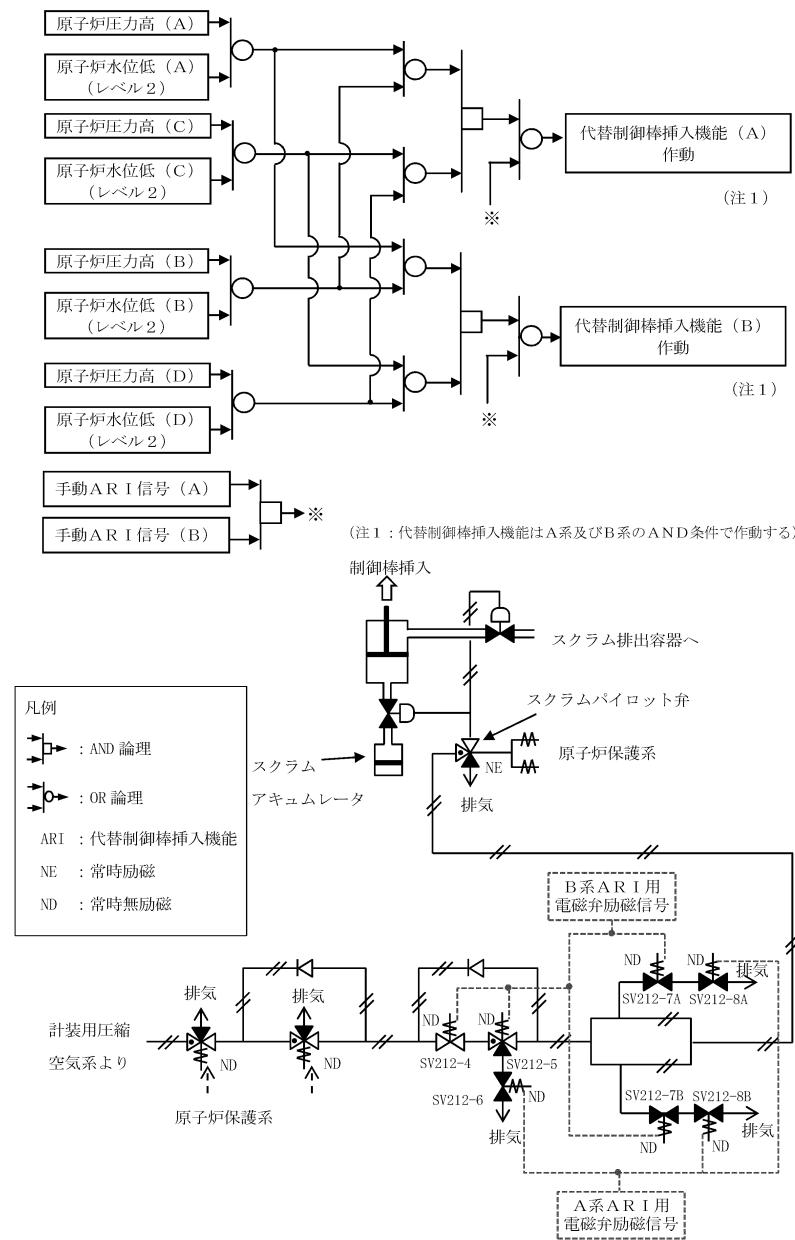 原子炉圧力高（Ａ）
原子炉水位低（Ａ）
（レベル２）
原子炉圧力高（Ｃ）
原子炉水位低（Ｃ）
（レベル２）
代替制御棒挿入機能（Ａ）
作動
（注１）
※
原子炉圧力高（Ｂ）
原子炉水位低（Ｂ）
（レベル２）
原子炉圧力高（Ｄ）
原子炉水位低（Ｄ）
（レベル２）
代替制御棒挿入機能（Ｂ）
作動
（注１）
※
手動ＡＲＩ信号（Ａ）
手動ＡＲＩ信号（Ｂ）
※
（注１：代替制御棒挿入機能はＡ系及びＢ系のＡＮＤ条件で作動する）
制御棒挿入
スクラム排出容器へ
スクラムパイロット弁
原子炉保護系
NE
排気
スクラム
アキュムレータ
凡例
：AND 論理
：OR 論理
ARI ：代替制御棒挿入機能
NE ：常時励磁
ND ：常時無励磁
Ｂ系ＡＲＩ用
電磁弁励磁信号
ND
ND
排気
SV212-7A
SV212-8A
排気
排気
計装用圧縮
空気系より
ND
ND
原子炉保護系
ND
ND
SV212-4
SV212-5
SV212-6
ND
排気
SV212-7B
SV212-8B
排気
ND
ND
Ａ系ＡＲＩ用
電磁弁励磁信号